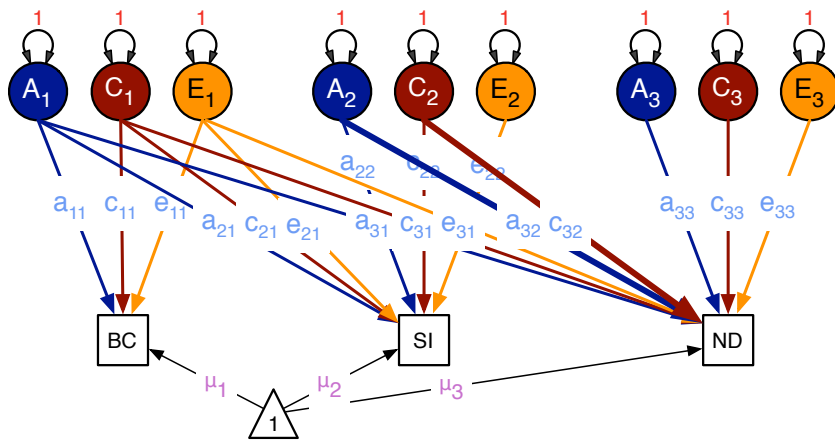 1 1 1 1 1 1 1 1 1
A₁ C₁ E₁ A₂ C₂ E₂ A₃ C₃ E₃
a₂₂ c₂₂ e₂₂
a₁₁ c₁₁ e₁₁ a₂₁ c₂₁ e₂₁ a₃₁ c₃₁ e₃₁ a₃₂ c₃₂ a₃₃ c₃₃ e₃₃
BC SI ND
μ₁ μ₂ μ₃
1